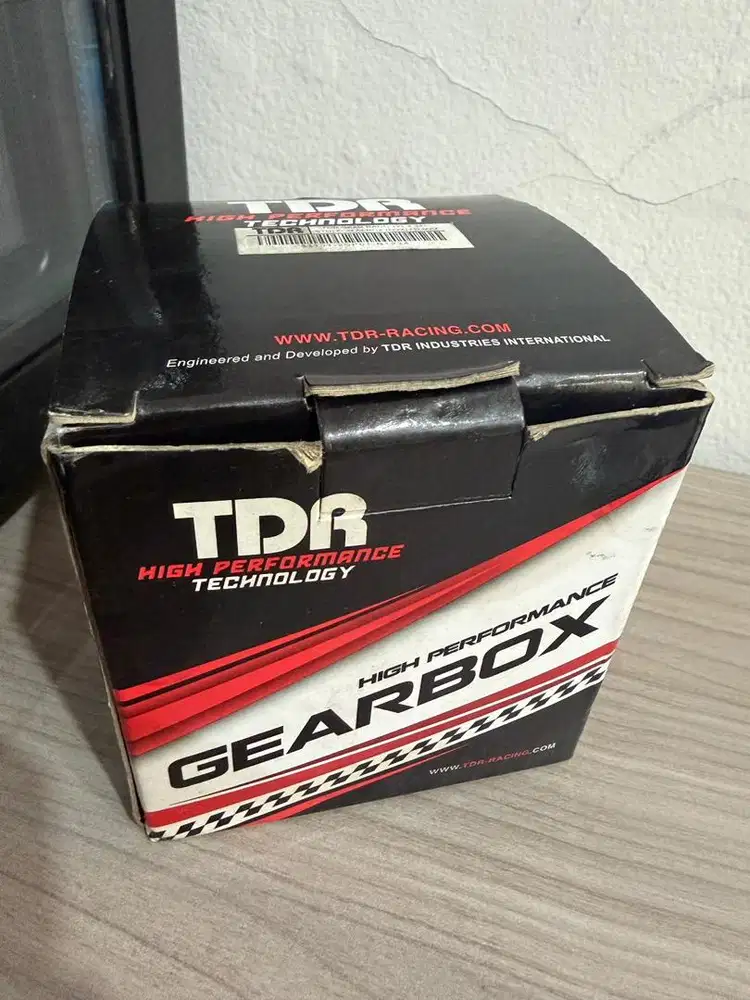 TDR
HIGH PERFORMANCE
TECHNOLOGY
TDR
WWW.TDR-RACING.COM
Engineered and Developed by TDR INDUSTRIES INTERNATIONAL
TDR
HIGH PERFORMANCE
TECHNOLOGY
HIGH PERFORMANCE
GEARBOX
WWW.TDR-RACING.COM